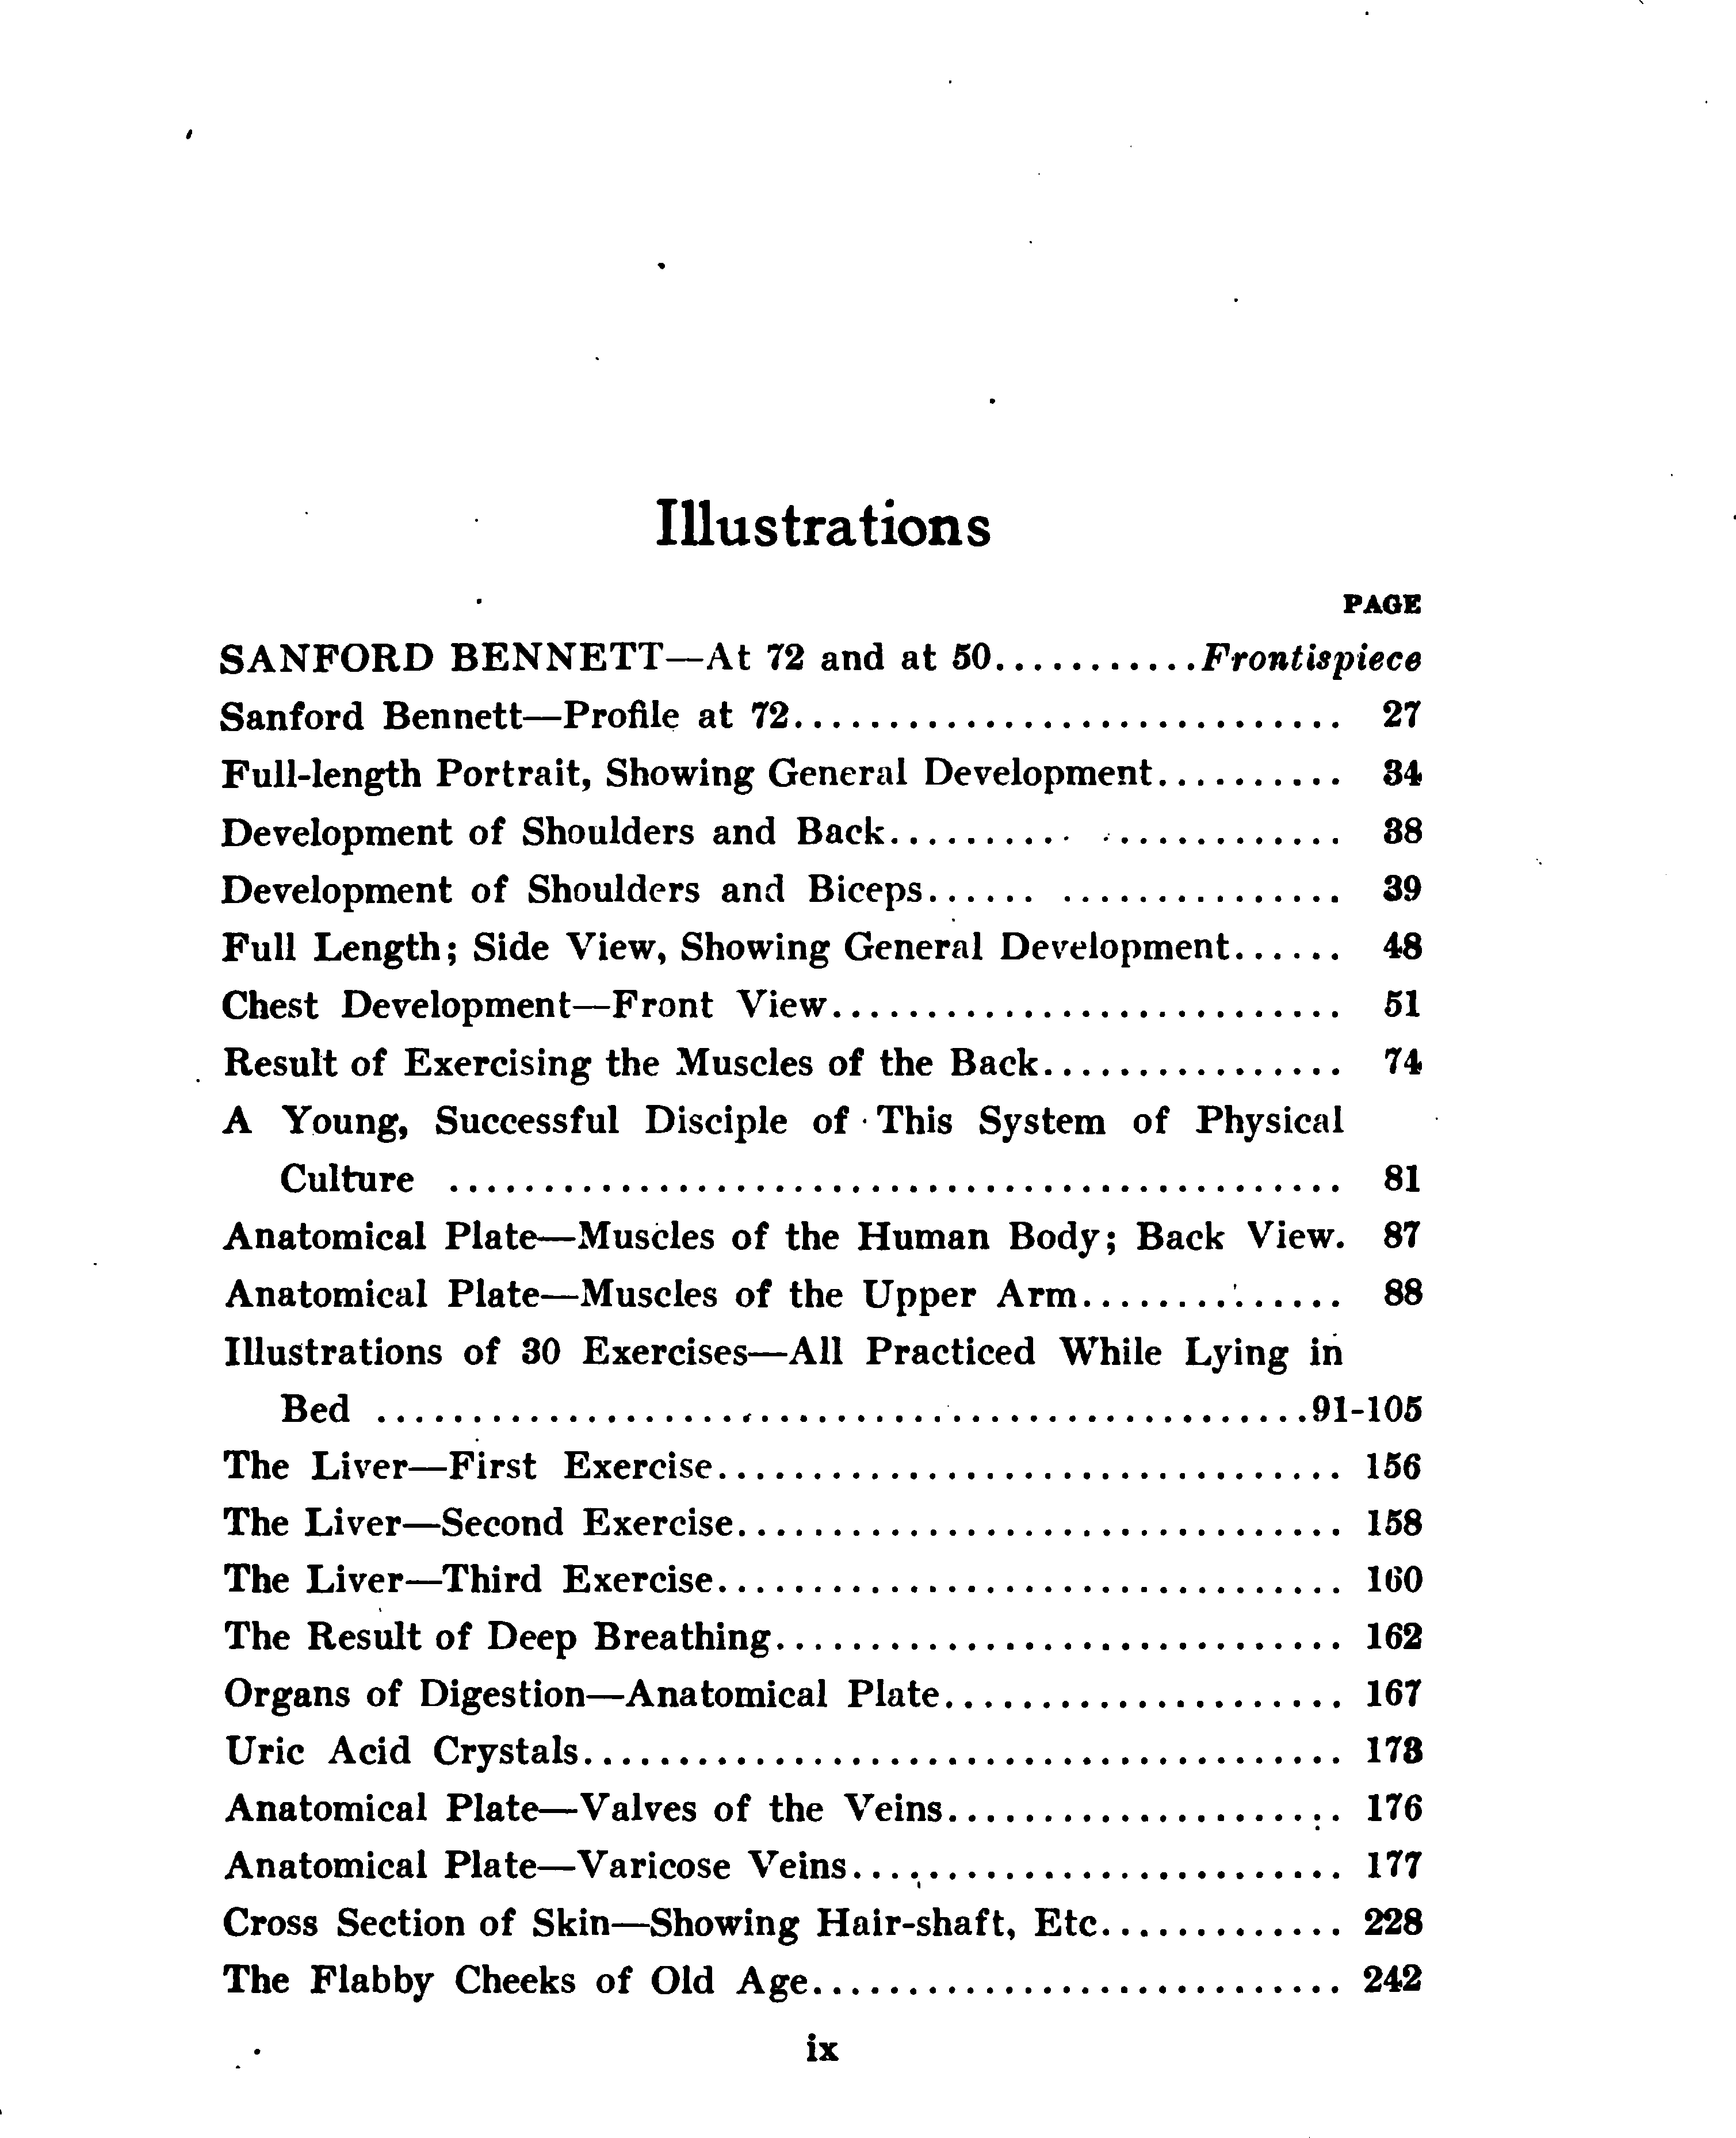 Illustrations
PAGE
SANFORD BENNETT—At 72 and at 50...........Frontispiece
Sanford Bennett—Profile at 72............................. 27
Full-length Portrait, Showing General Development.......... 34
Development of Shoulders and Back........................ 38
Development of Shoulders and Biceps..................... 39
Full Length; Side View, Showing General Development...... 48
Chest Development—Front View........................... 51
Result of Exercising the Muscles of the Back................ 74
A Young, Successful Disciple of This System of Physical
Culture ............................................... 81
Anatomical Plate—Muscles of the Human Body; Back View. 87
Anatomical Plate—Muscles of the Upper Arm.............. 88
Illustrations of 30 Exercises—All Practiced While Lying in
Bed .................................................91-105
The Liver—First Exercise................................. 156
The Liver—Second Exercise................................ 158
The Liver—Third Exercise................................. 160
The Result of Deep Breathing.............................. 162
Organs of Digestion—Anatomical Plate..................... 167
Uric Acid Crystals........................................ 173
Anatomical Plate—Valves of the Veins..................... 176
Anatomical Plate—Varicose Veins.......................... 177
Cross Section of Skin—Showing Hair-shaft, Etc............. 228
The Flabby Cheeks of Old Age............................ 242
ix